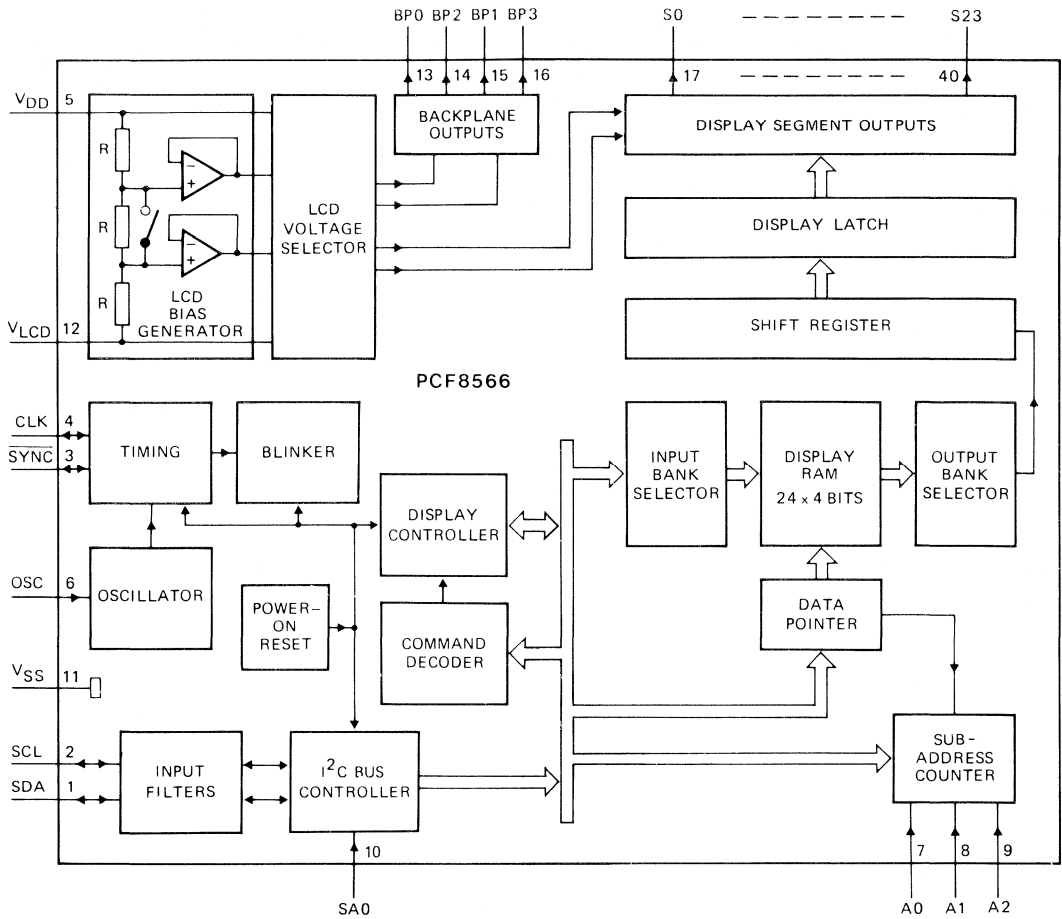 BP0 BP2 BP1 BP3 S0 S23
13 14 15 16 17 40
VDD 5
BACKPLANE
OUTPUTS
DISPLAY SEGMENT OUTPUTS
R
-
+
R
-
+
R
LCD
VOLTAGE
SELECTOR
DISPLAY LATCH
LCD
BIAS
GENERATOR
VLCD 12
SHIFT REGISTER
PCF8566
CLK 4
SYNC 3
TIMING
BLINKER
DISPLAY
CONTROLLER
INPUT
BANK
SELECTOR
DISPLAY
RAM
24 x 4 BITS
OUTPUT
BANK
SELECTOR
OSC 6
OSCILLATOR
POWER-
ON
RESET
COMMAND
DECODER
DATA
POINTER
VSS 11
SCL 2
SDA 1
INPUT
FILTERS
I2C BUS
CONTROLLER
SUB-
ADDRESS
COUNTER
10 7 8 9
SA0 A0 A1 A2